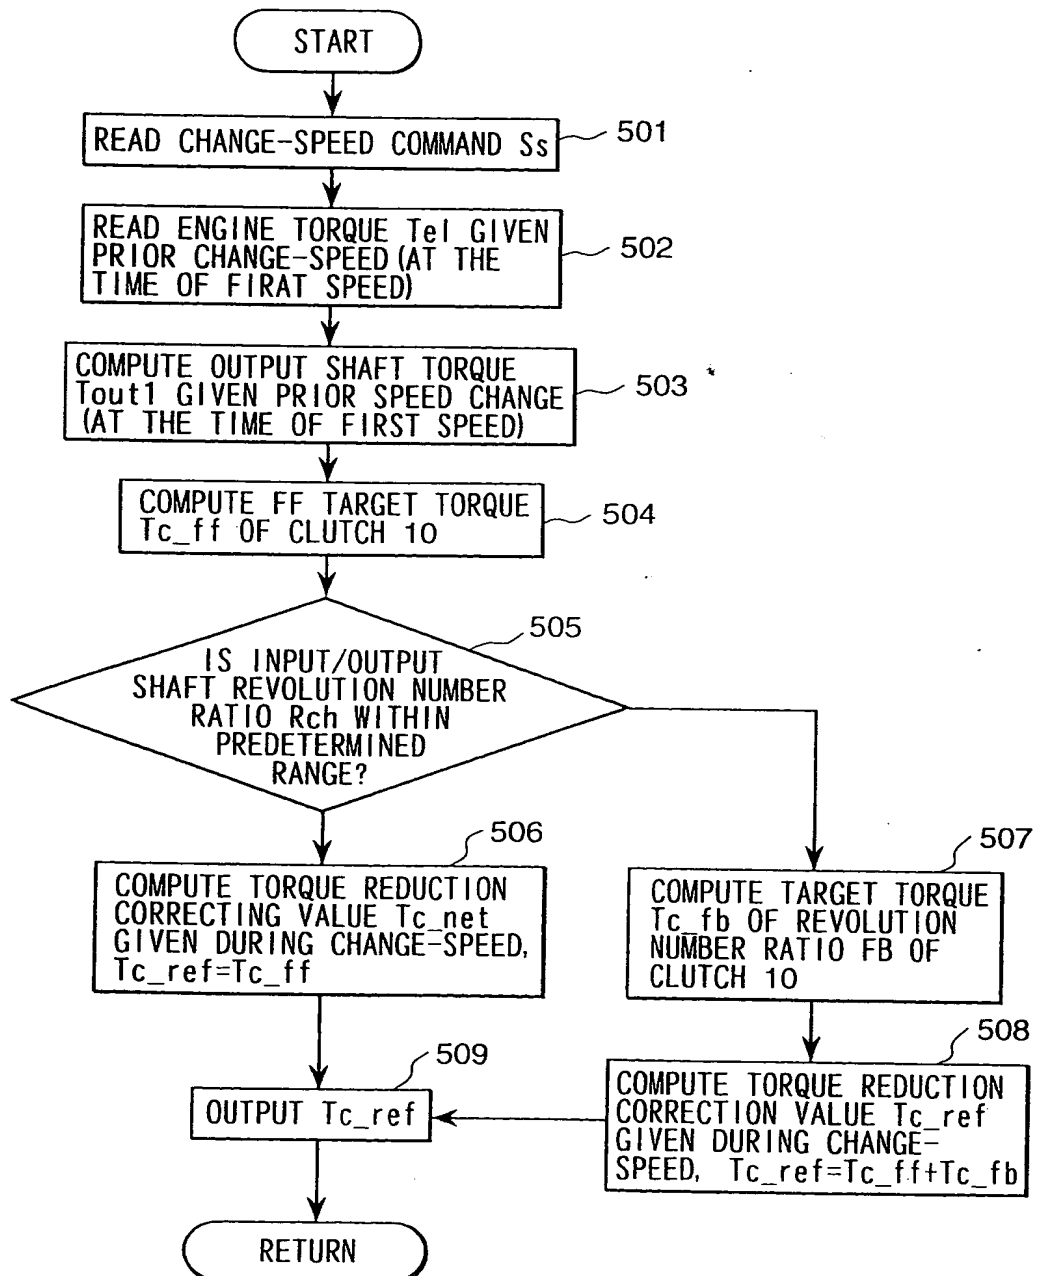 START
READ CHANGE-SPEED COMMAND Ss
501
READ ENGINE TORQUE Tel GIVEN
PRIOR CHANGE-SPEED (AT THE
TIME OF FIRAT SPEED)
502
COMPUTE OUTPUT SHAFT TORQUE
Tout1 GIVEN PRIOR SPEED CHANGE
(AT THE TIME OF FIRST SPEED)
503
COMPUTE FF TARGET TORQUE
Tc_ff OF CLUTCH 10
504
505
IS INPUT/OUTPUT
SHAFT REVOLUTION NUMBER
RATIO Rch WITHIN
PREDETERMINED
RANGE?
506
COMPUTE TORQUE REDUCTION
CORRECTING VALUE Tc_net
GIVEN DURING CHANGE-SPEED,
Tc_ref=Tc_ff
507
COMPUTE TARGET TORQUE
Tc_fb OF REVOLUTION
NUMBER RATIO FB OF
CLUTCH 10
508
COMPUTE TORQUE REDUCTION
CORRECTION VALUE Tc_ref
GIVEN DURING CHANGE-
SPEED, Tc_ref=Tc_ff+Tc_fb
509
OUTPUT Tc_ref
RETURN